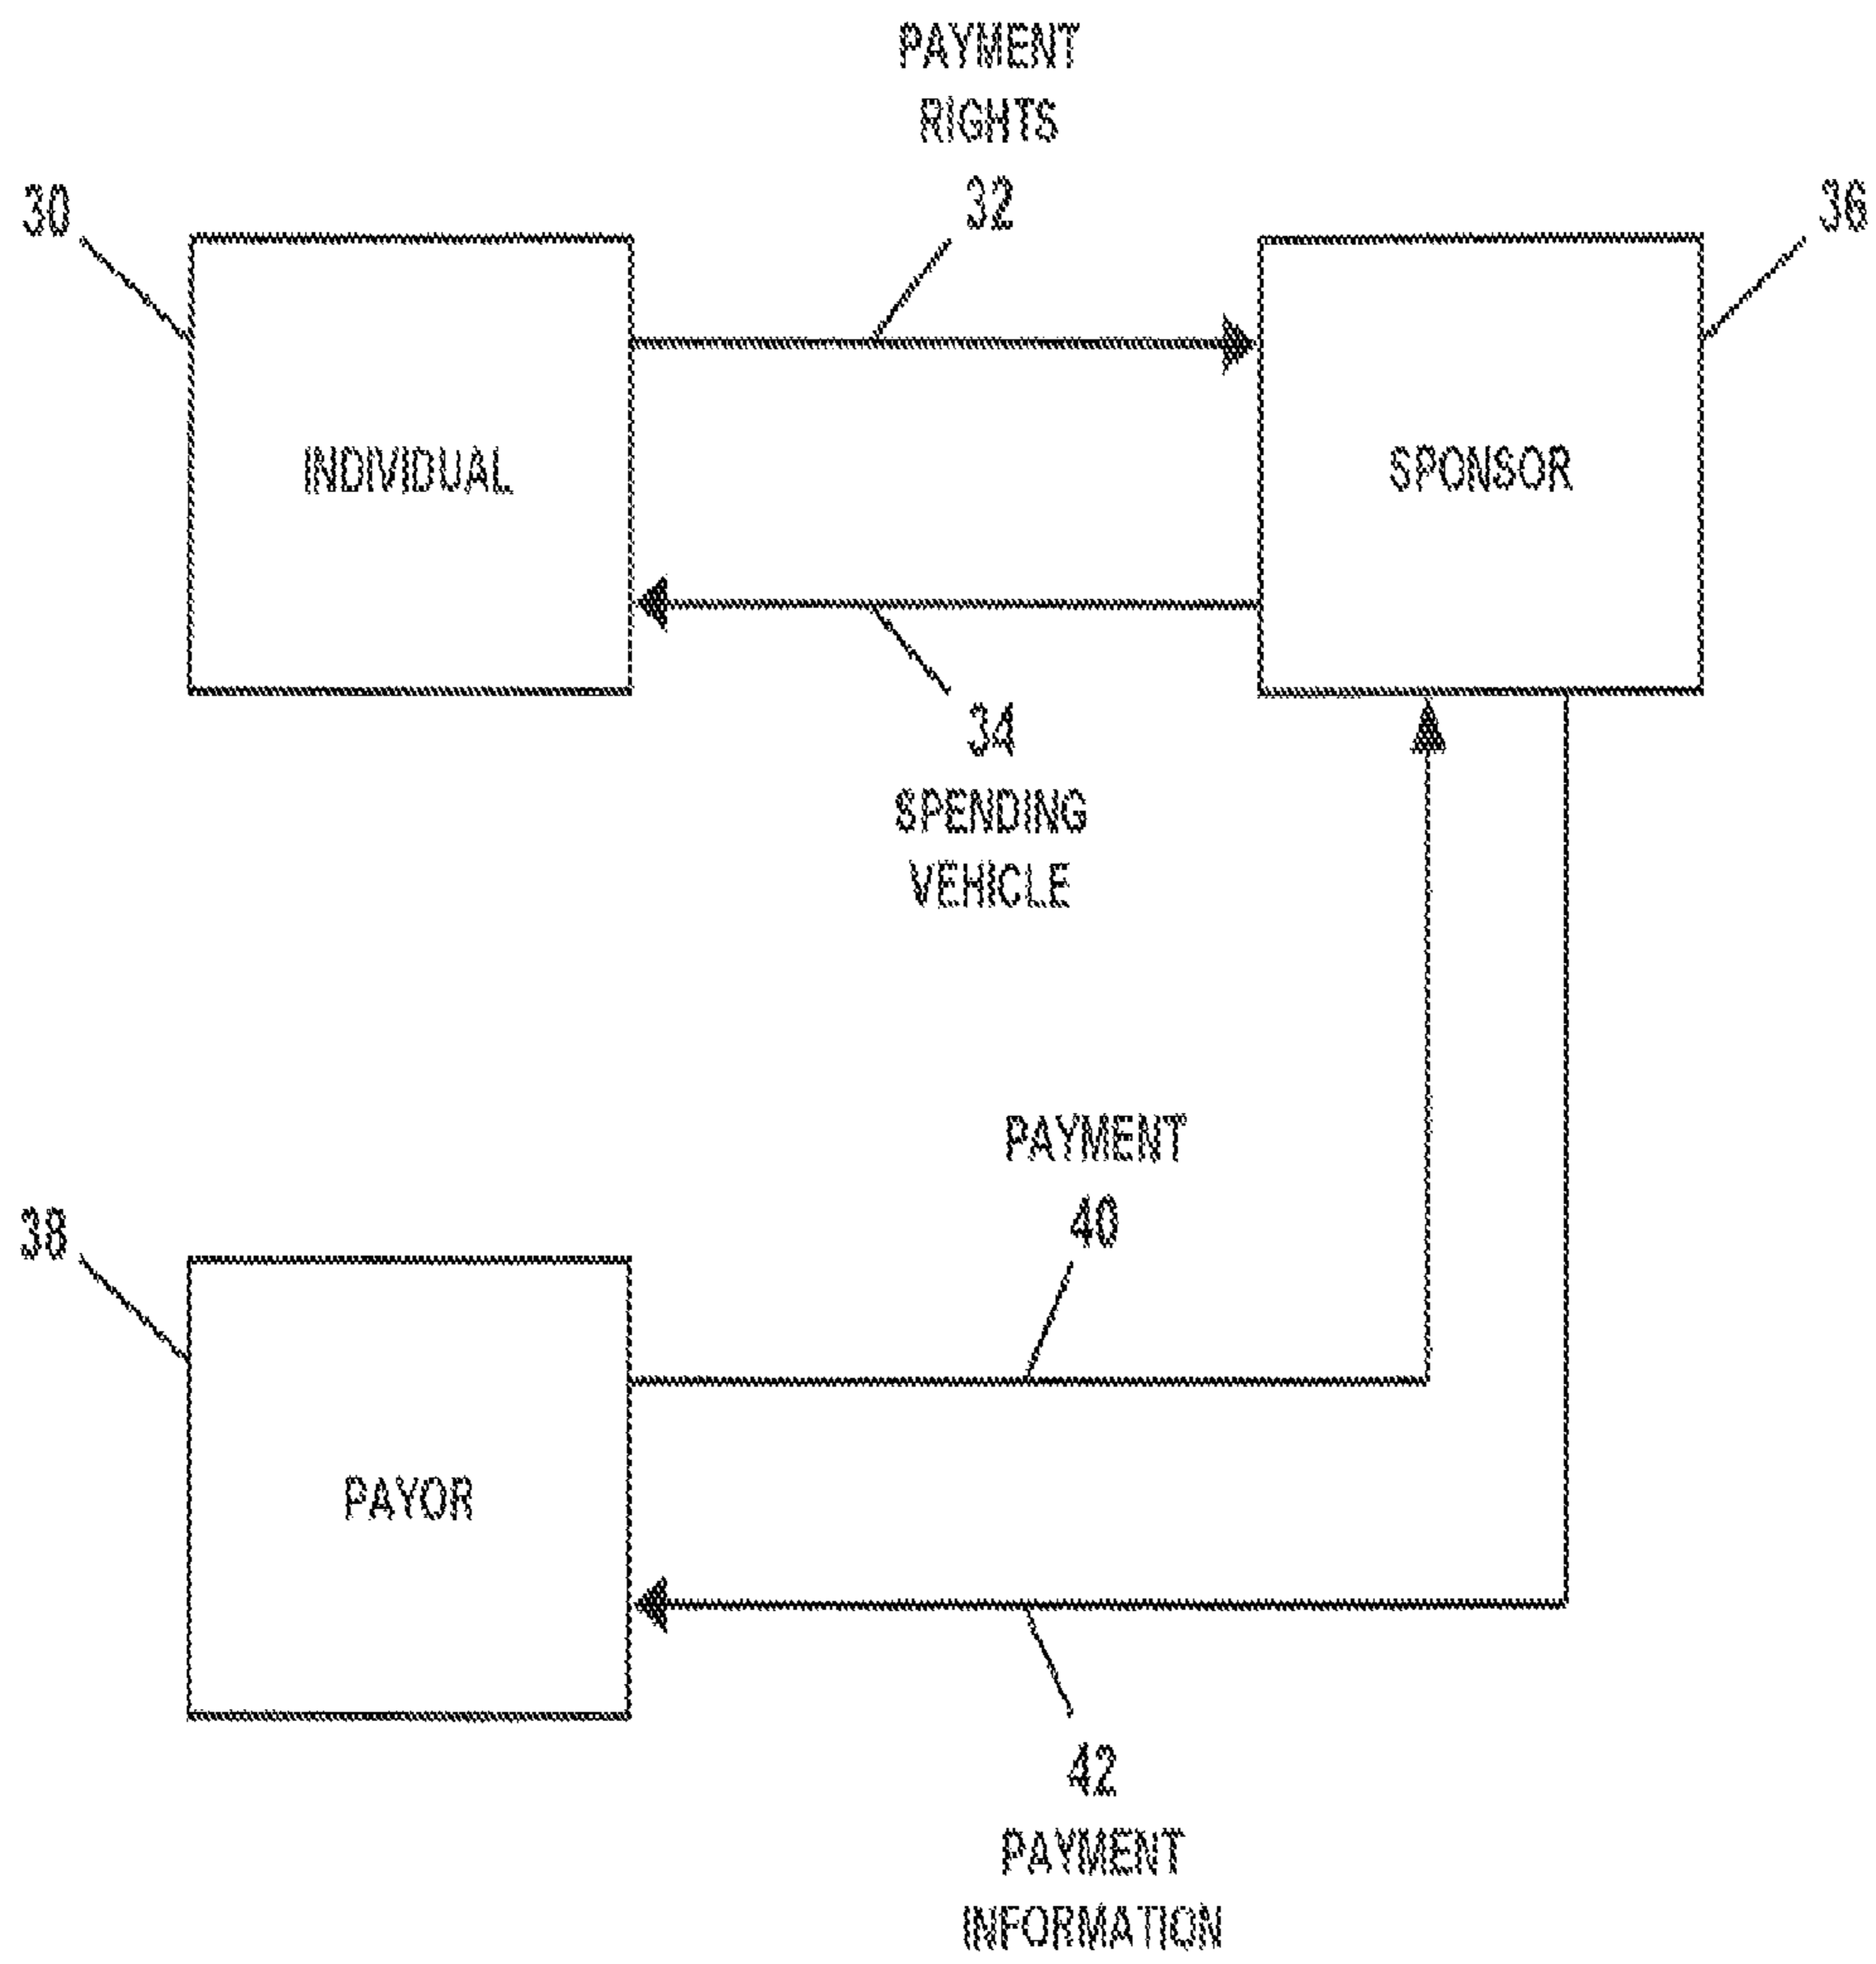 PAYMENT
RIGHTS
32
30
36
INDIVIDUAL
SPONSOR
34
SPENDING
VEHICLE
PAYMENT
40
38
PAYOR
42
PAYMENT
INFORMATION